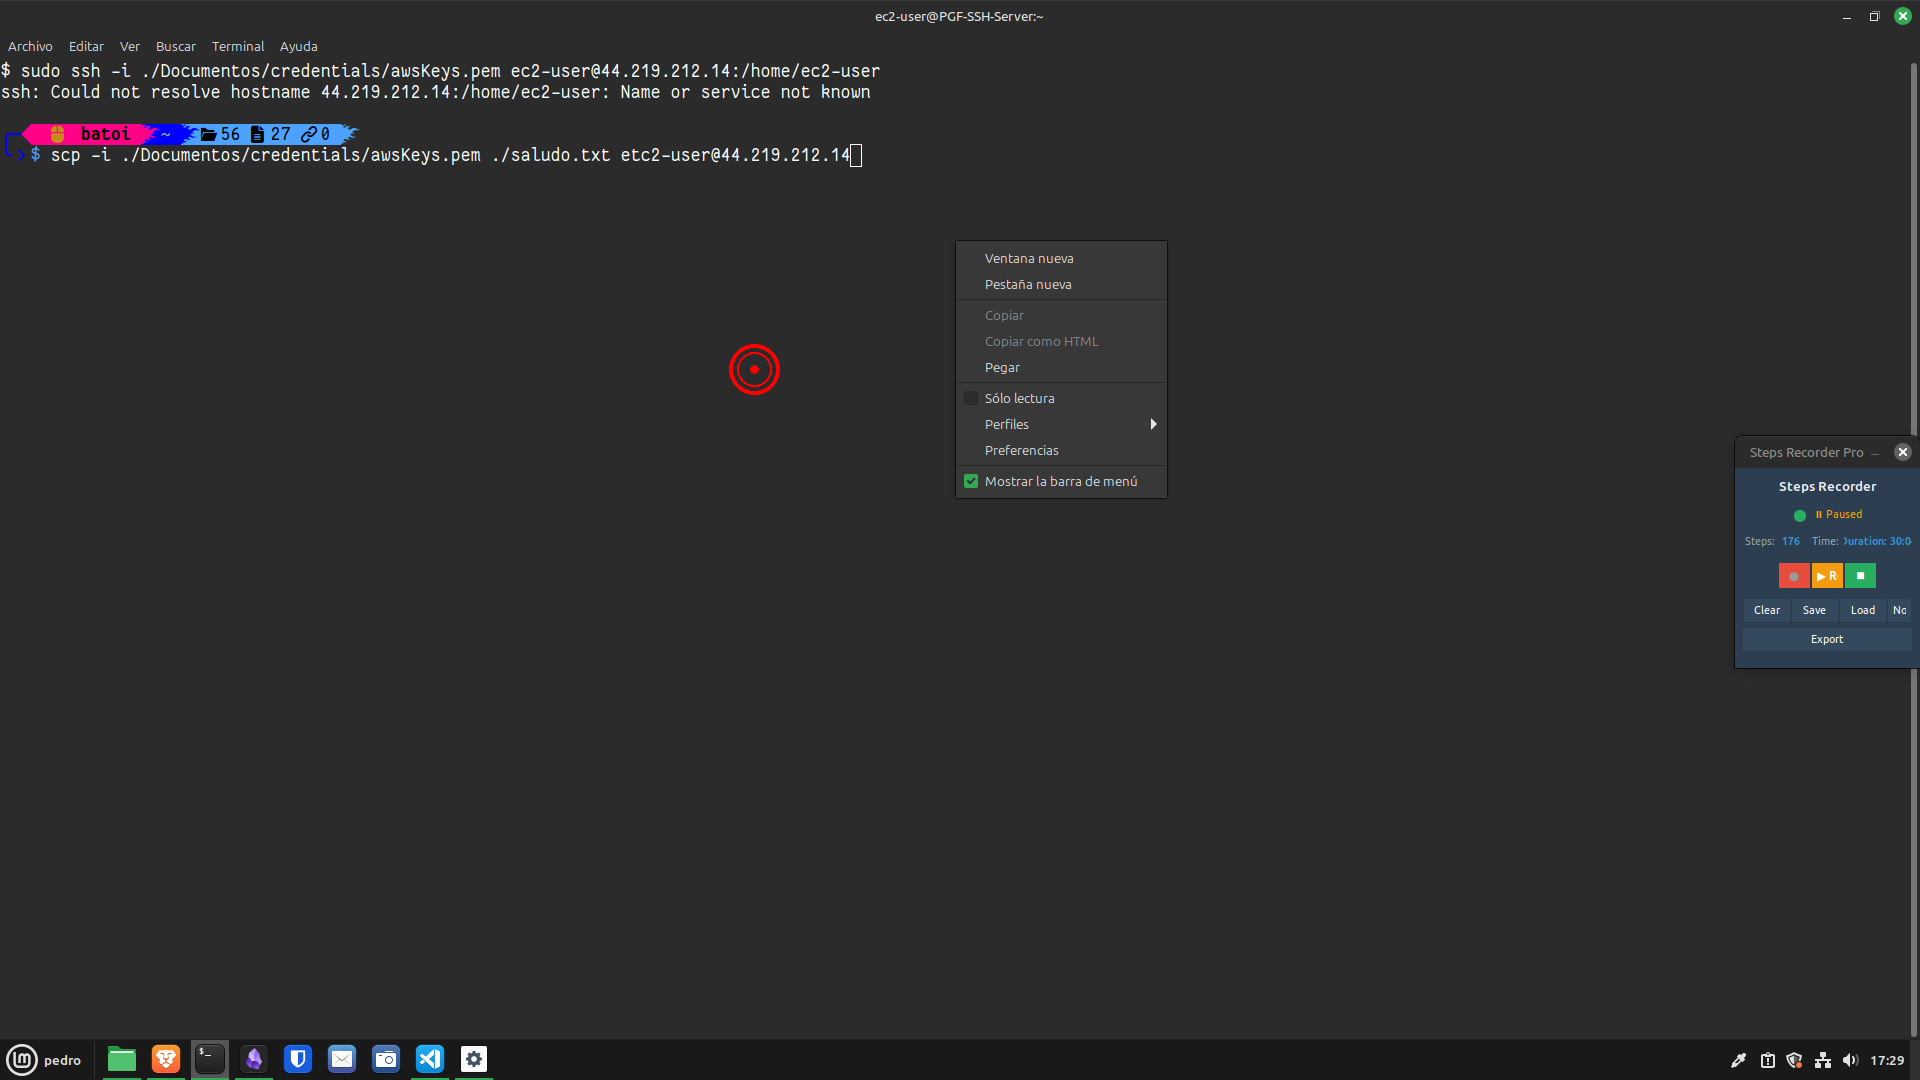 ec2-user@PGF-SSH-Server:~
Archivo Editar Ver Buscar Terminal Ayuda
$ sudo ssh -i ./Documentos/credentials/awsKeys.pem ec2-user@44.219.212.14:/home/ec2-user
ssh: Could not resolve hostname 44.219.212.14:/home/ec2-user: Name or service not known
batoi ~ 56 27 0
$ scp -i ./Documentos/credentials/awsKeys.pem ./saludo.txt etc2-user@44.219.212.14
Ventana nueva
Pestaña nueva
Copiar
Copiar como HTML
Pegar
Sólo lectura
Perfiles
Preferencias
Mostrar la barra de menú
Steps Recorder Pro
Steps Recorder
Paused
Steps: 176 Time: Duration: 30:0
R
Clear Save Load No
Export
pedro
17:29